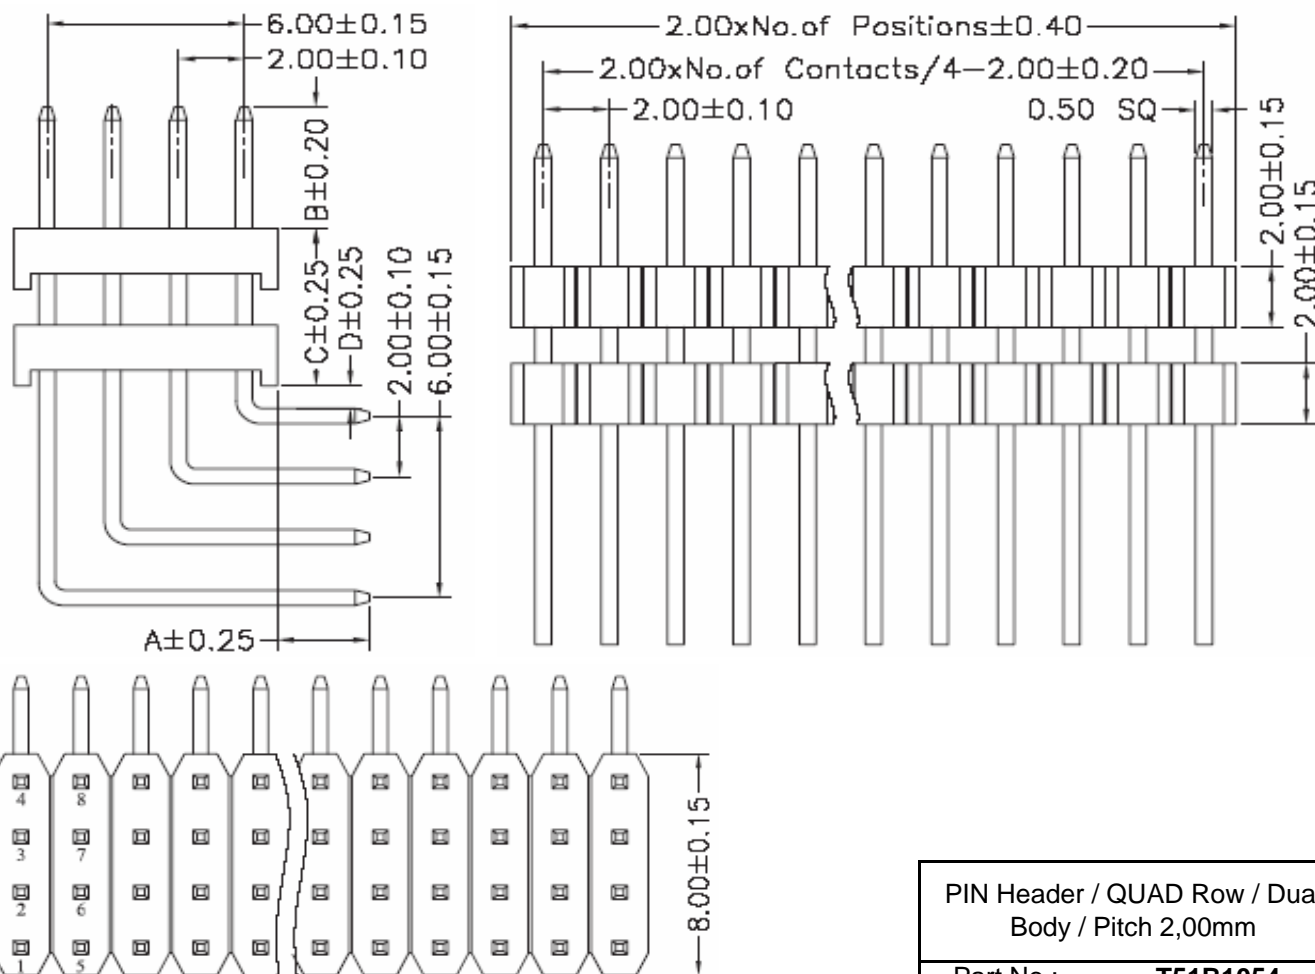 6.00±0.15
2.00±0.10
B±0.20
C±0.25
D±0.25
2.00±0.10
6.00±0.15
A±0.25
2.00xNo.of Positions±0.40
2.00xNo.of Contacts/4-2.00±0.20
2.00±0.10
0.50 SQ
2.00±0.15
2.00±0.15
4 8
3 7
2 6
1 5
8.00±0.15
PIN Header / QUAD Row / Dua
Body / Pitch 2,00mm
Part No.: